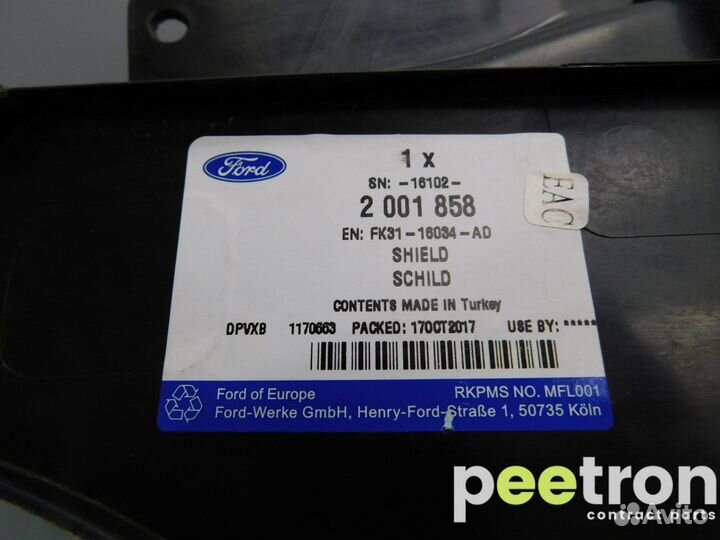 Ford
1 x
SN: -16102-
2 001 858
EN: FK31-16034-AD
SHIELD
SCHILD
CONTENTS MADE IN Turkey
DPVXB 1170663 PACKED: 17OCT2017 USE BY: *****
EAC
Ford of Europe RKPMS NO. MFL001
Ford-Werke GmbH, Henry-Ford-Straße 1, 50735 Köln
peetron
contract parts
Avito